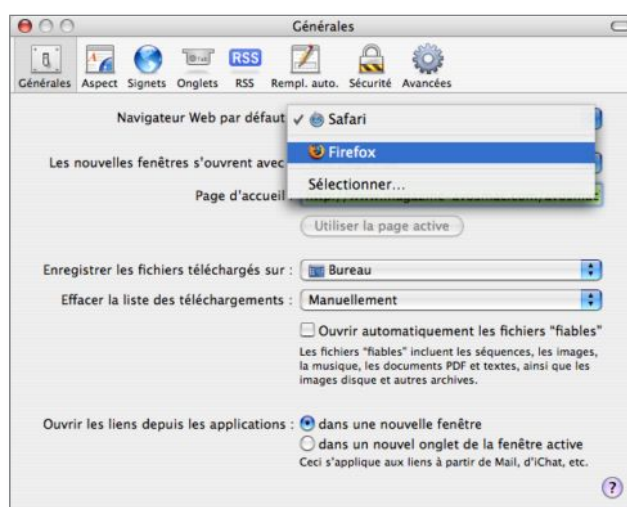 Générales
Générales Aspect Signets Onglets RSS Rempl. auto. Sécurité Avancées
RSS
Navigateur Web par défaut
✓ Safari
Firefox
Sélectionner...
Les nouvelles fenêtres s'ouvrent avec
Page d'accueil :
Utiliser la page active
Enregistrer les fichiers téléchargés sur : Bureau
Effacer la liste des téléchargements : Manuellement
Ouvrir automatiquement les fichiers "fiables"
Les fichiers "fiables" incluent les séquences, les images,
la musique, les documents PDF et textes, ainsi que les
images disque et autres archives.
Ouvrir les liens depuis les applications : dans une nouvelle fenêtre
dans un nouvel onglet de la fenêtre active
Ceci s'applique aux liens à partir de Mail, d'iChat, etc.
?